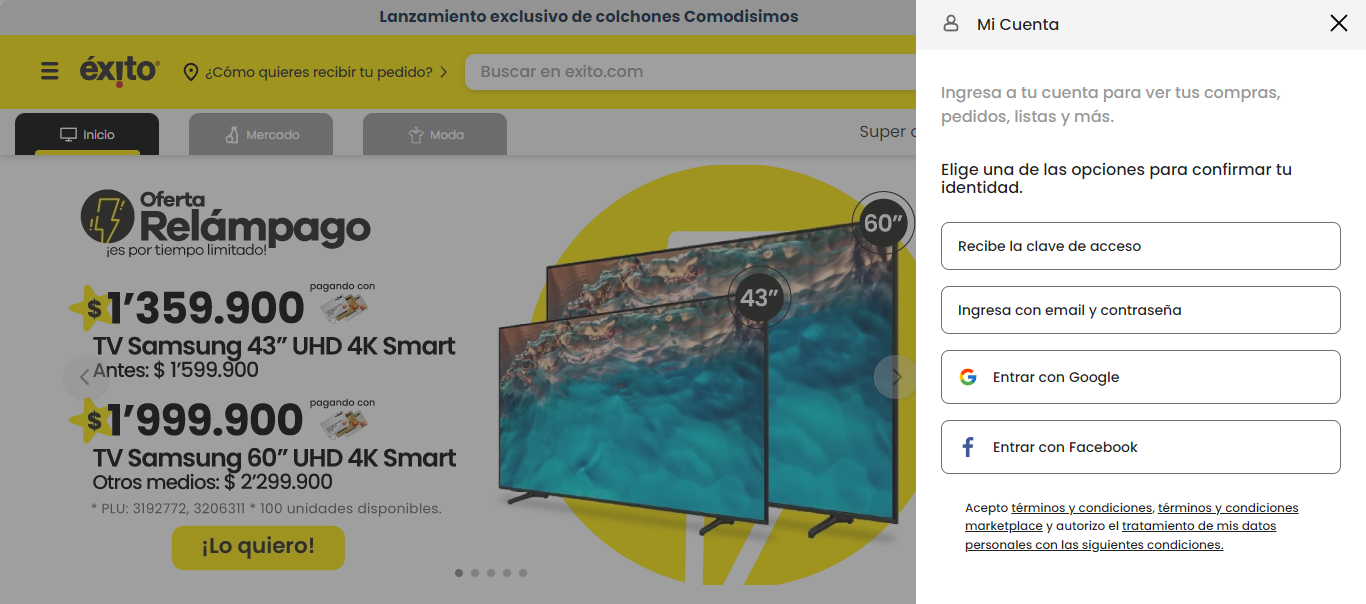 Lanzamiento exclusivo de colchones Comodisimos
éxito
¿Cómo quieres recibir tu pedido?
Buscar en exito.com
Inicio
Mercado
Moda
Super
Oferta
Relámpago
¡es por tiempo limitado!
$1’359.900
pagando con
TV Samsung 43” UHD 4K Smart
Antes: $ 1’599.900
$1’999.900
pagando con
TV Samsung 60” UHD 4K Smart
Otros medios: $ 2’299.900
* PLU: 3192772, 3206311 * 100 unidades disponibles.
¡Lo quiero!
60”
43”
Mi Cuenta
Ingresa a tu cuenta para ver tus compras,
pedidos, listas y más.
Elige una de las opciones para confirmar tu
identidad.
Recibe la clave de acceso
Ingresa con email y contraseña
Entrar con Google
Entrar con Facebook
Acepto términos y condiciones, términos y condiciones
marketplace y autorizo el tratamiento de mis datos
personales con las siguientes condiciones.